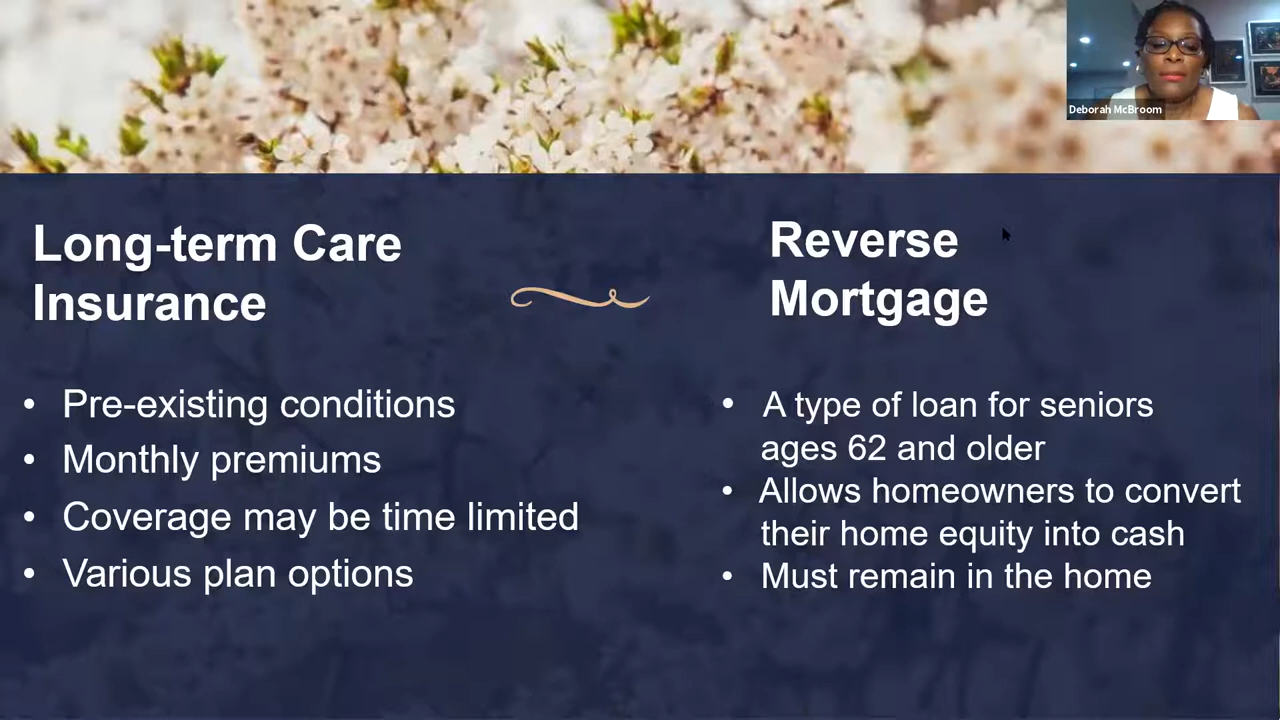 Deborah McBroom
Long-term Care
Insurance
• Pre-existing conditions
• Monthly premiums
• Coverage may be time limited
• Various plan options
Reverse
Mortgage
• A type of loan for seniors
ages 62 and older
• Allows homeowners to convert
their home equity into cash
• Must remain in the home